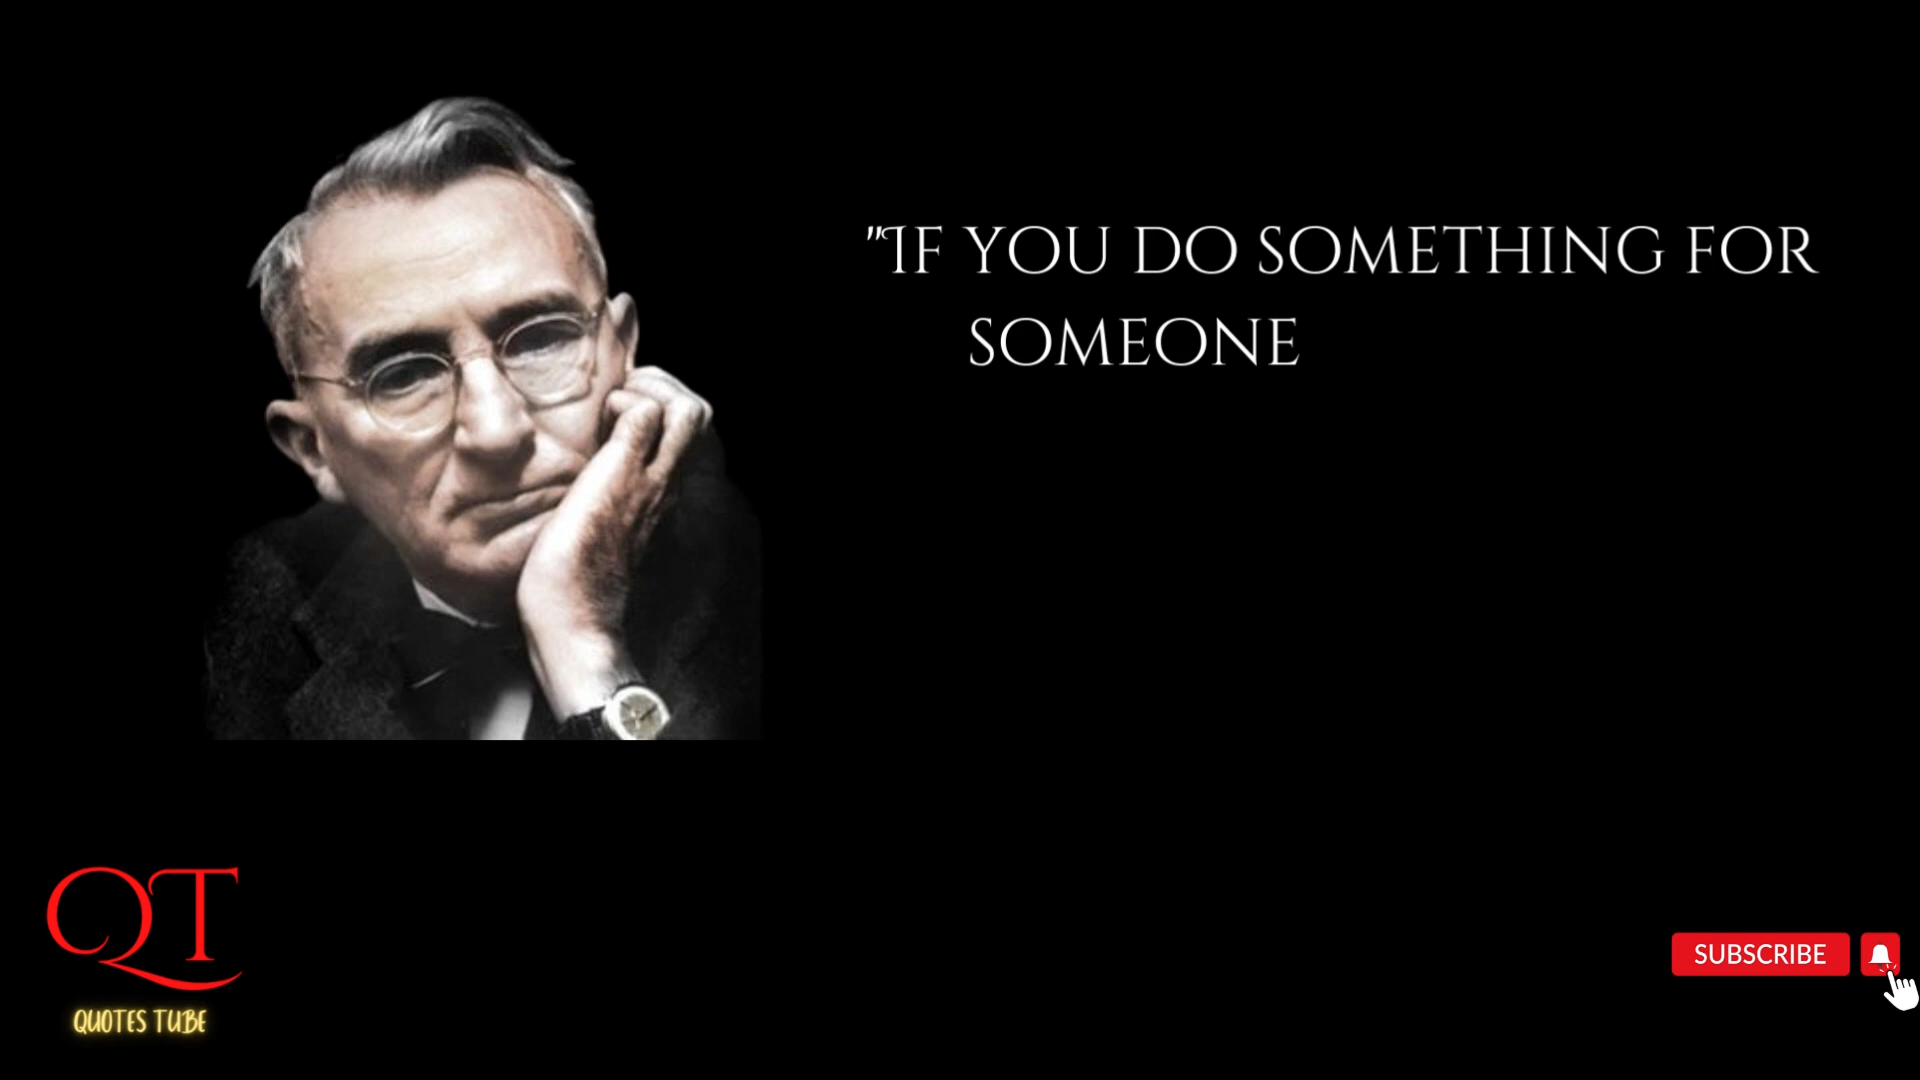 "IF YOU DO SOMETHING FOR
SOMEONE
QT
QUOTES TUBE
SUBSCRIBE